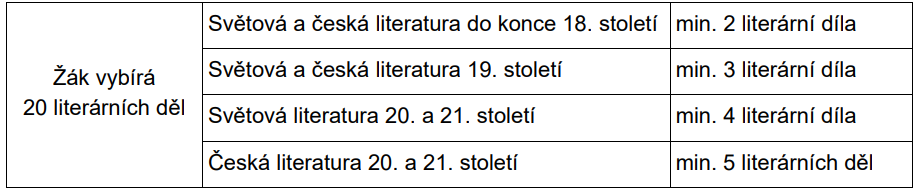 Žák vybírá
20 literárních děl
Světová a česká literatura do konce 18. století min. 2 literární díla
Světová a česká literatura 19. století min. 3 literární díla
Světová literatura 20. a 21. století min. 4 literární díla
Česká literatura 20. a 21. století min. 5 literárních děl